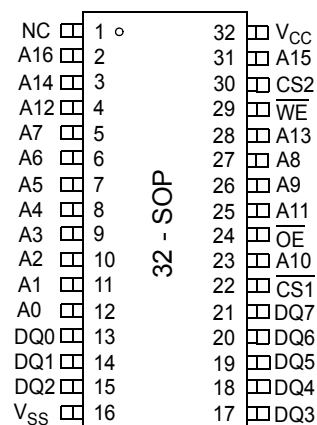 NC 1 32 VCC
A16 2 31 A15
A14 3 30 CS2
A12 4 29 W̅E̅
A7 5 28 A13
A6 6 27 A8
A5 7 26 A9
A4 8 25 A11
A3 9 24 O̅E̅
A2 10 23 A10
A1 11 22 C̅S̅1̅
A0 12 21 DQ7
DQ0 13 20 DQ6
DQ1 14 19 DQ5
DQ2 15 18 DQ4
VSS 16 17 DQ3
32 - SOP